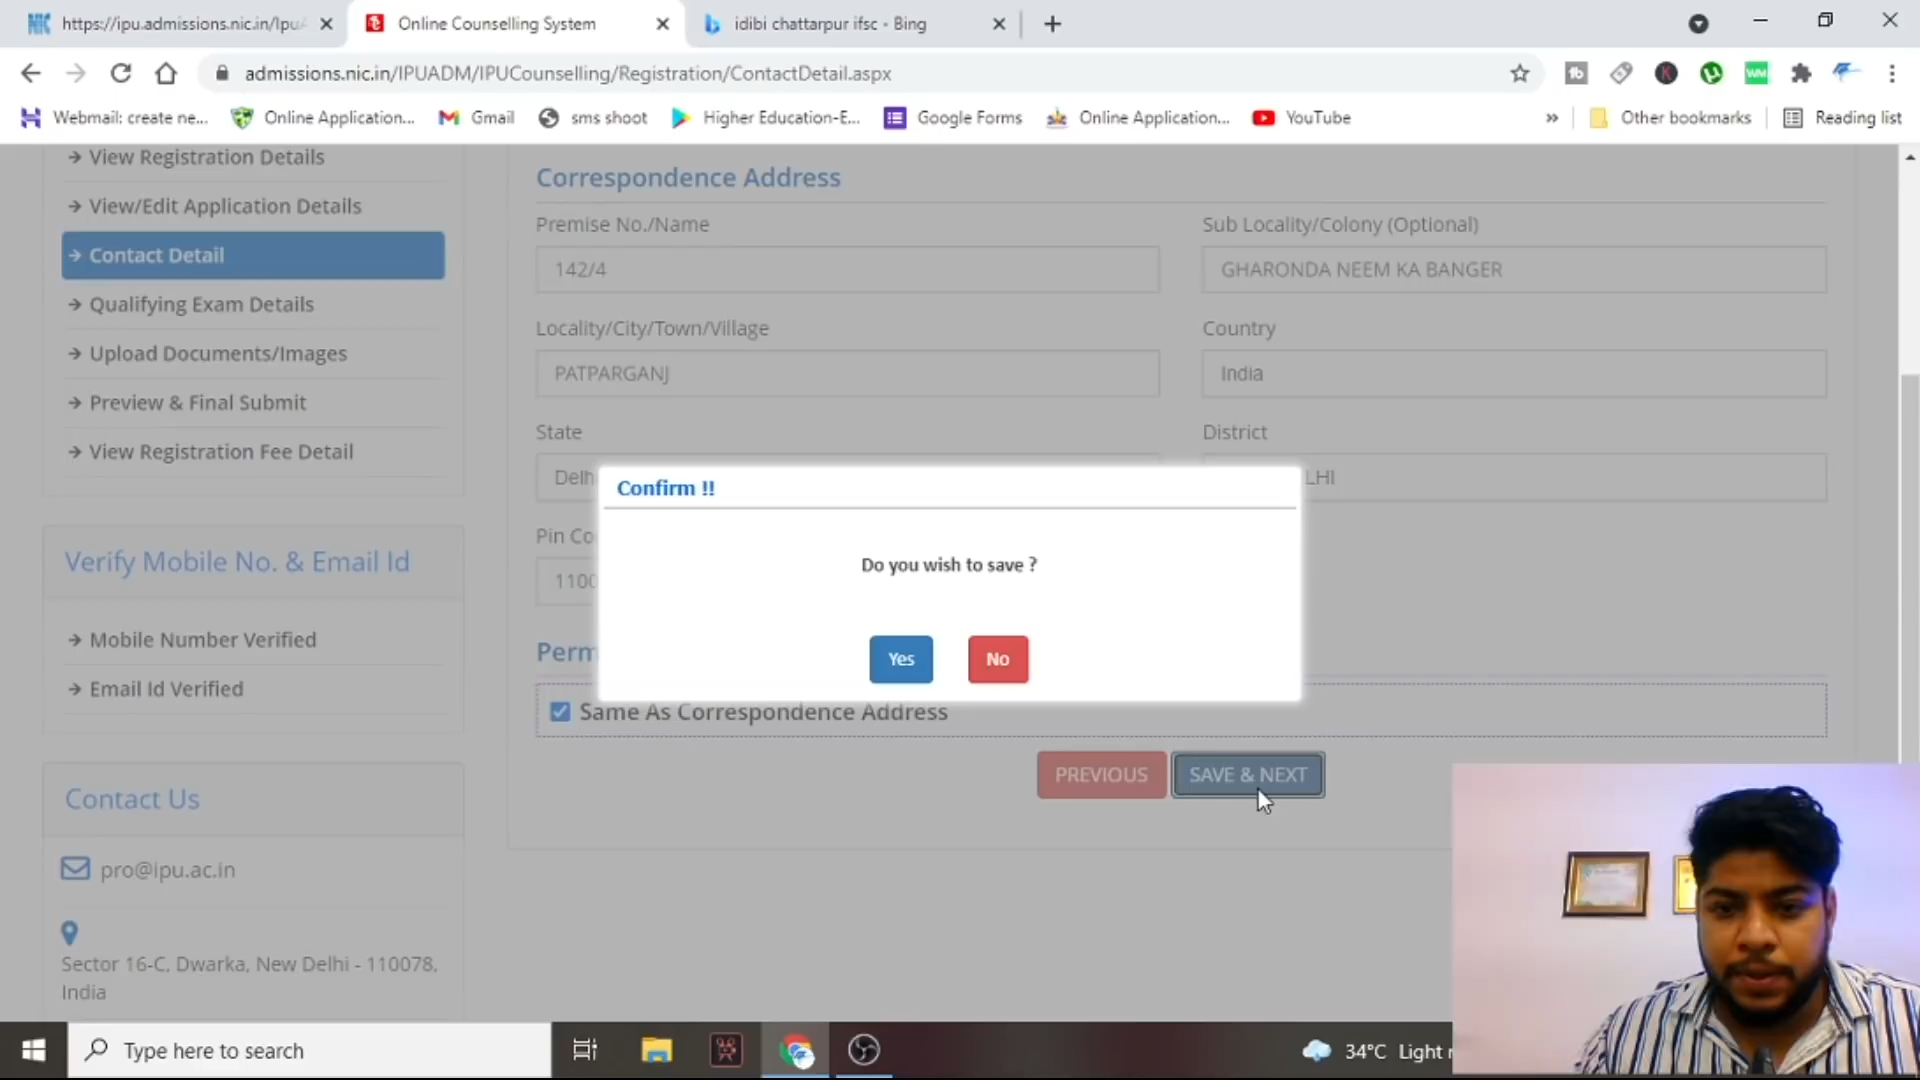 https://ipu.admissions.nic.in/Ipu
Online Counselling System
idibi chattarpur ifsc - Bing
admissions.nic.in/IPUADM/IPUCounselling/Registration/ContactDetail.aspx
Webmail: create ne...
Online Application...
Gmail
sms shoot
Higher Education-E...
Google Forms
Online Application...
YouTube
»
Other bookmarks
Reading list
View Registration Details
View/Edit Application Details
Contact Detail
Qualifying Exam Details
Upload Documents/Images
Preview & Final Submit
View Registration Fee Detail
Verify Mobile No. & Email Id
Mobile Number Verified
Email Id Verified
Contact Us
pro@ipu.ac.in
Sector 16-C, Dwarka, New Delhi - 110078,
India
Correspondence Address
Premise No./Name
Sub Locality/Colony (Optional)
142/4
GHARONDA NEEM KA BANGER
Locality/City/Town/Village
Country
PATPARGANJ
India
State
District
Delh
LHI
Pin Co
1100
Confirm !!
Do you wish to save ?
Yes
No
Perm
Same As Correspondence Address
PREVIOUS
SAVE & NEXT
Type here to search
34°C Light r